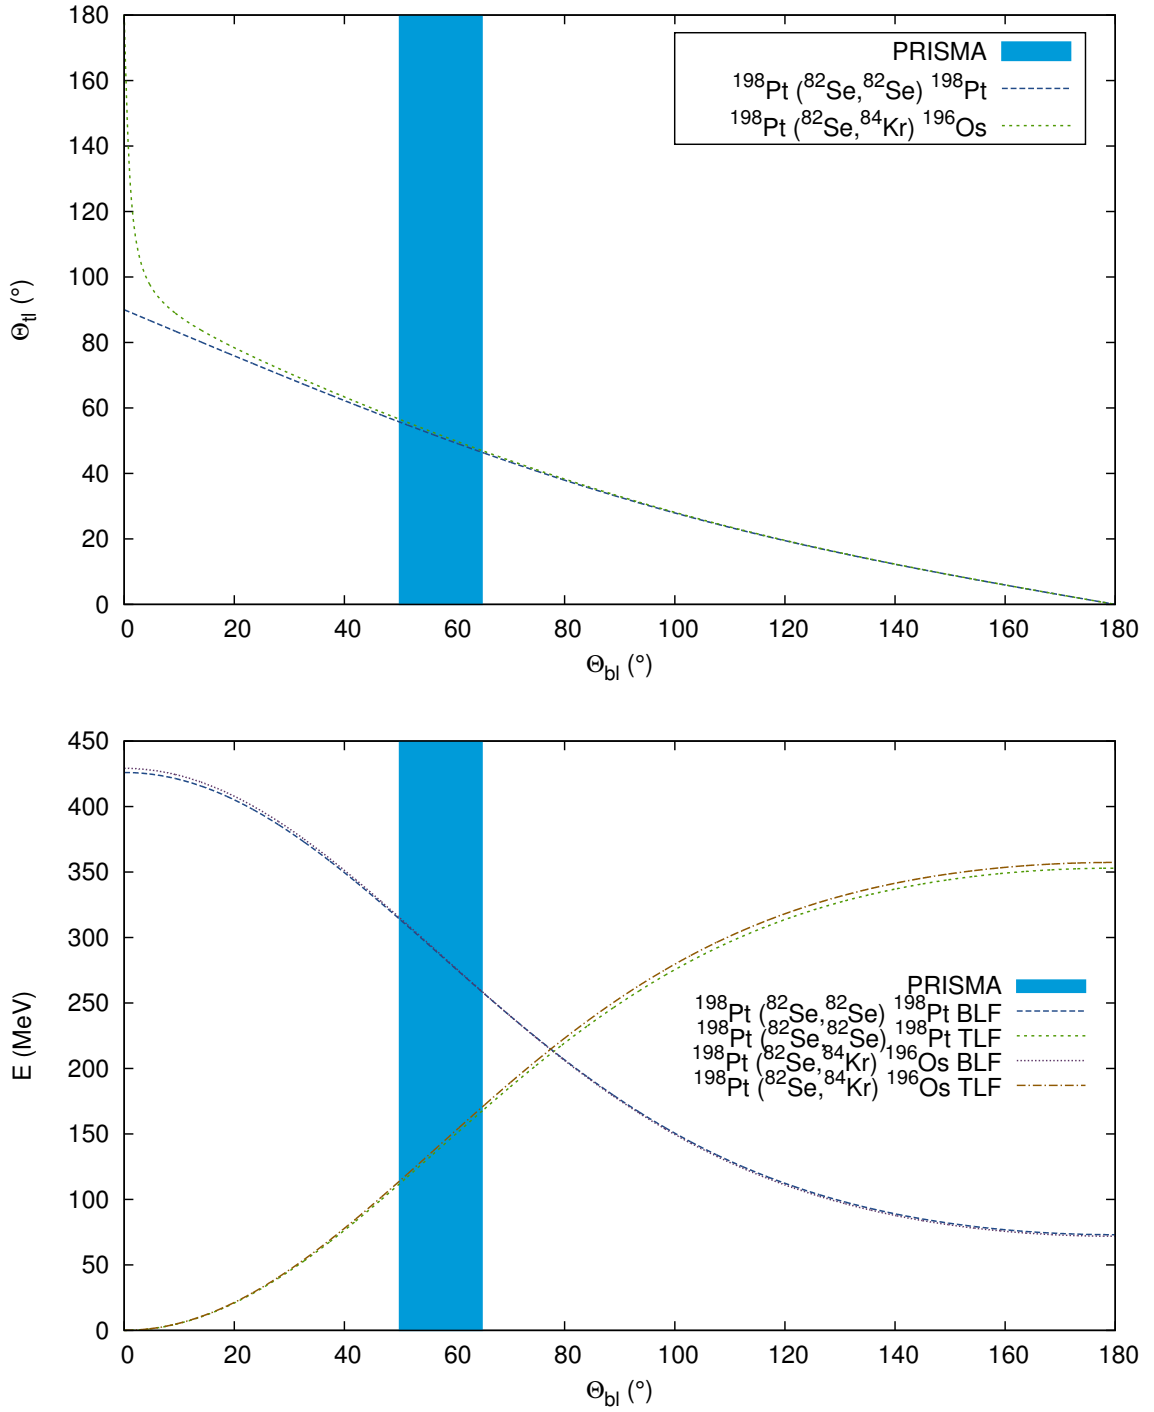 180
160
140
120
100
80
60
40
20
0
Θtl (°)
PRISMA
198Pt (82Se,82Se) 198Pt
198Pt (82Se,84Kr) 196Os
0 20 40 60 80 100 120 140 160 180
Θbl (°)
450
400
350
300
250
200
150
100
50
0
E (MeV)
PRISMA
198Pt (82Se,82Se) 198Pt BLF
198Pt (82Se,82Se) 198Pt TLF
198Pt (82Se,84Kr) 196Os BLF
198Pt (82Se,84Kr) 196Os TLF
0 20 40 60 80 100 120 140 160 180
Θbl (°)